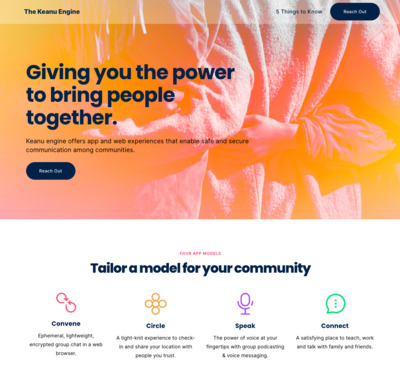 The Keanu Engine
5 Things to Know
Reach Out
Giving you the power
to bring people
together.
Keanu engine offers app and web experiences that enable safe and secure
communication among communities.
Reach Out
FOUR APP MODELS
Tailor a model for your community
Convene
Ephemeral, lightweight,
encrypted group chat in a web
browser.
Circle
A tight-knit experience to check-
in and share your location with
people you trust.
Speak
The power of voice at your
fingertips with group podcasting
& voice messaging.
Connect
A satisfying place to teach, work
and talk with family and friends.